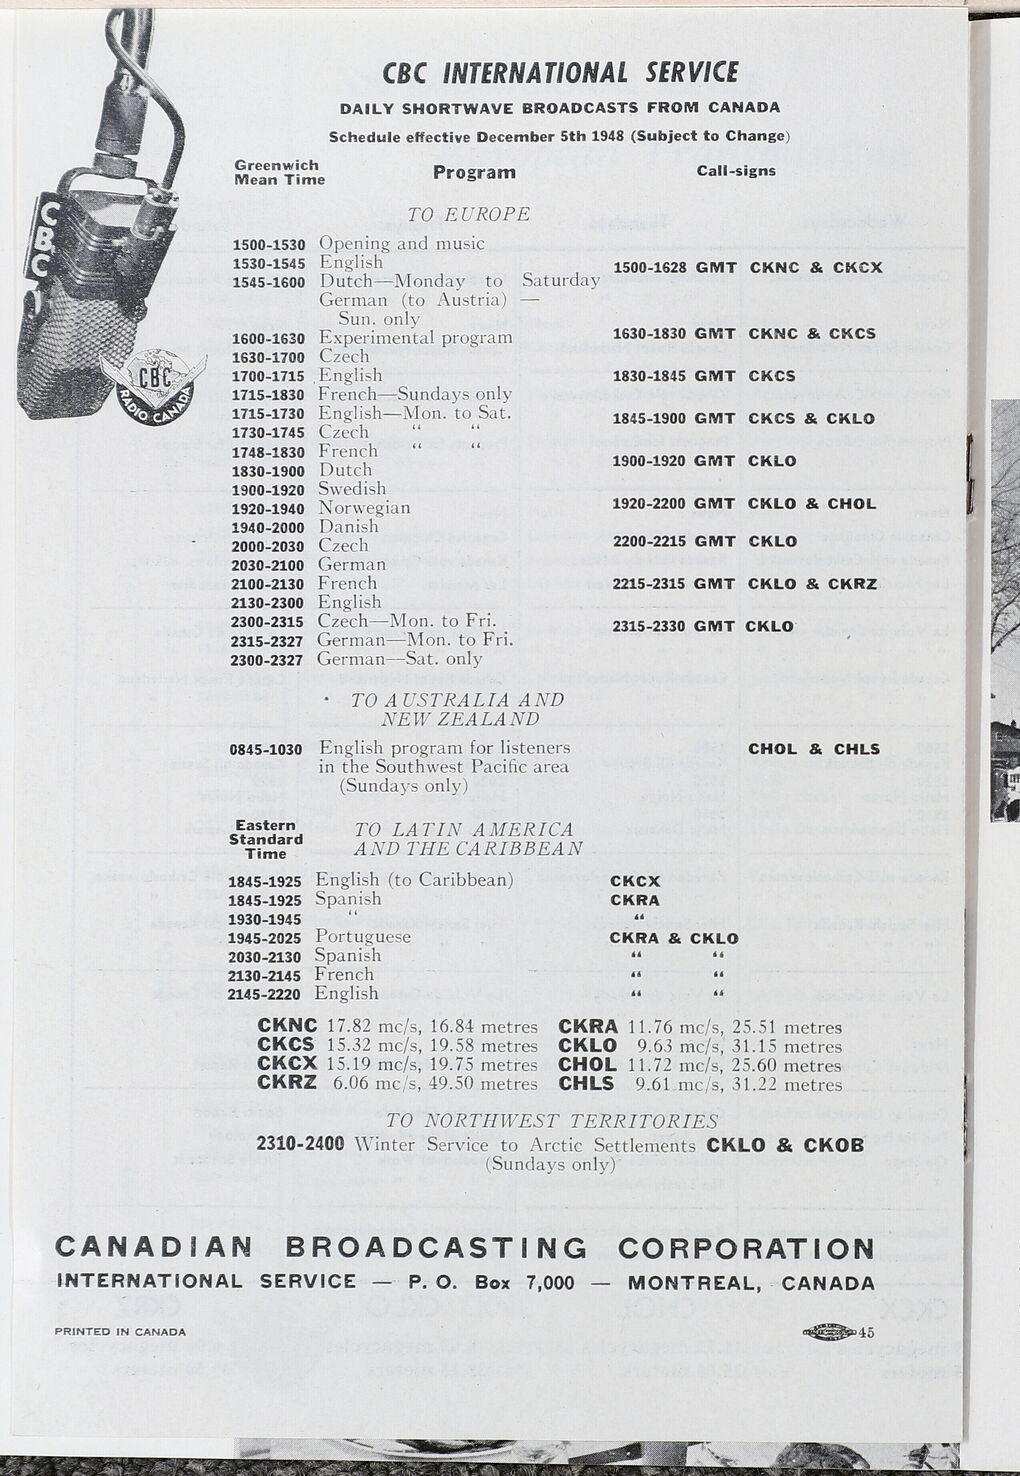 CBC INTERNATIONAL SERVICE
DAILY SHORTWAVE BROADCASTS FROM CANADA
Schedule effective December 5th 1948 (Subject to Change)
Greenwich Mean Time Program Call-signs
CBC
TO EUROPE
1500-1530 Opening and music
1530-1545 English 1500-1628 GMT CKNC & CKCX
1545-1600 Dutch—Monday to Saturday
German (to Austria) —
Sun. only
1600-1630 Experimental program 1630-1830 GMT CKNC & CKCS
1630-1700 Czech
1700-1715 English 1830-1845 GMT CKCS
CBC
RADIO CANADA
1715-1830 French—Sundays only
1715-1730 English—Mon. to Sat. 1845-1900 GMT CKCS & CKLO
1730-1745 Czech " "
1748-1830 French " " 1900-1920 GMT CKLO
1830-1900 Dutch
1900-1920 Swedish
1920-1940 Norwegian 1920-2200 GMT CKLO & CHOL
1940-2000 Danish
2000-2030 Czech 2200-2215 GMT CKLO
2030-2100 German
2100-2130 French 2215-2315 GMT CKLO & CKRZ
2130-2300 English
2300-2315 Czech—Mon. to Fri. 2315-2330 GMT CKLO
2315-2327 German—Mon. to Fri.
2300-2327 German—Sat. only
TO AUSTRALIA AND
NEW ZEALAND
0845-1030 English program for listeners CHOL & CHLS
in the Southwest Pacific area
(Sundays only)
Eastern Standard Time
TO LATIN AMERICA
AND THE CARIBBEAN
1845-1925 English (to Caribbean) CKCX
1845-1925 Spanish CKRA
1930-1945 " "
1945-2025 Portuguese CKRA & CKLO
2030-2130 Spanish " "
2130-2145 French " "
2145-2220 English " "
CKNC 17.82 mc/s, 16.84 metres CKRA 11.76 mc/s, 25.51 metres
CKCS 15.32 mc/s, 19.58 metres CKLO 9.63 mc/s, 31.15 metres
CKCX 15.19 mc/s, 19.75 metres CHOL 11.72 mc/s, 25.60 metres
CKRZ 6.06 mc/s, 49.50 metres CHLS 9.61 mc/s, 31.22 metres
TO NORTHWEST TERRITORIES
2310-2400 Winter Service to Arctic Settlements CKLO & CKOB
(Sundays only)
CANADIAN BROADCASTING CORPORATION
INTERNATIONAL SERVICE — P. O. Box 7,000 — MONTREAL, CANADA
PRINTED IN CANADA 45